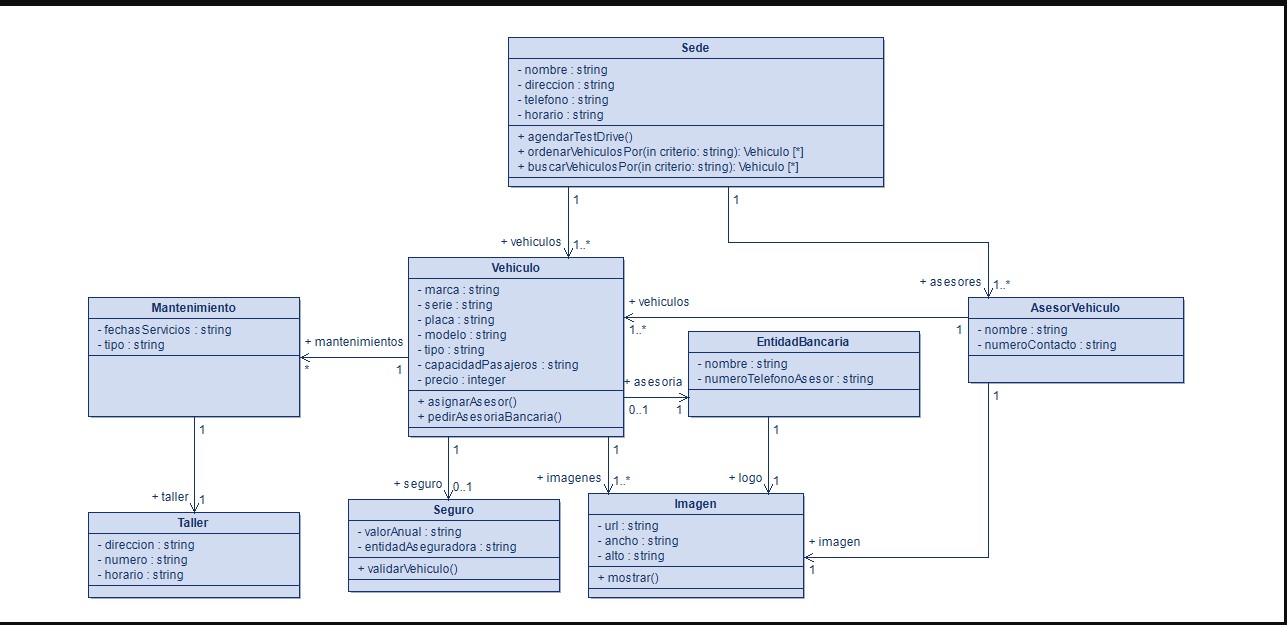 Sede
- nombre : string
- direccion : string
- telefono : string
- horario : string
+ agendarTestDrive()
+ ordenarVehiculosPor(in criterio: string): Vehiculo [*]
+ buscarVehiculosPor(in criterio: string): Vehiculo [*]
1
1
+ vehiculos
1..*
+ asesores
1..*
Vehiculo
- marca : string
- serie : string
- placa : string
- modelo : string
- tipo : string
- capacidadPasajeros : string
- precio : integer
+ asignarAsesor()
+ pedirAsesoriaBancaria()
+ vehiculos
1..*
1
AsesorVehiculo
- nombre : string
- numeroContacto : string
1
Mantenimiento
- fechasServicios : string
- tipo : string
+ mantenimientos
*
1
EntidadBancaria
- nombre : string
- numeroTelefonoAsesor : string
+ asesoria
0..1
1
1
+ taller
1
1
+ seguro
0..1
1
+ imagenes
1..*
1
+ logo
1
Taller
- direccion : string
- numero : string
- horario : string
Seguro
- valorAnual : string
- entidadAseguradora : string
+ validarVehiculo()
Imagen
- url : string
- ancho : string
- alto : string
+ mostrar()
+ imagen
1